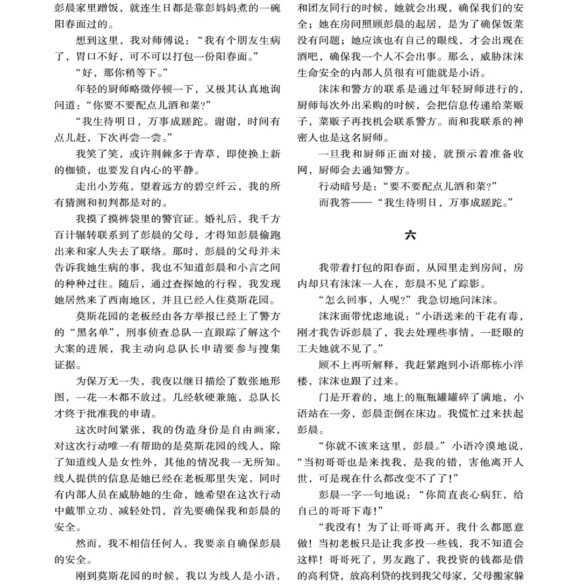 彭晨家里蹭饭，就连生日都是靠彭妈妈煮的一碗
阳春面过的。
想到这里，我对师傅说：“我有个朋友生病
了，胃口不好，可不可以打包一份阳春面。”
“好，那你稍等下。”
年轻的厨师略微停顿一下，又极其认真地询
问道：“你要不要配点儿酒和菜？”
“我生待明日，万事成蹉跎。谢谢，时间有
点儿赶，下次再尝一尝。”
我笑了笑，或许荆棘多于青草，即使换上新
的枷锁，也要发自内心的平静。
走出小芳苑，望着远方的碧空纤云，我的所
有猜测和初判都是对的。
我摸了摸裤袋里的警官证。婚礼后，我千方
百计辗转联系到了彭晨的父母，才得知彭晨偷跑
出来和家人失去了联络。那时，彭晨的父母并未
告诉我她生病的事，我也不知道彭晨和小言之间
的种种过往。随后，通过查探她的行程，我发现
她居然来了西南地区，并且已经入住莫斯花园。
莫斯花园的老板经由各方举报已经上了警方
的“黑名单”，刑事侦查总队一直跟踪了解这个
大案的进展，我主动向总队长申请要参与搜集
证据。
为保万无一失，我夜以继日描绘了数张地形
图，一花一木都不放过。几经软硬兼施，总队长
才终于批准我的申请。
这次时间紧张，我的伪造身份是自由画家，
对这次行动唯一有帮助的是莫斯花园的线人，除
了知道线人是女性外，其他的情况我一无所知。
线人提供的信息是她已经在老板那里失宠，同时
有内部人员在威胁她的生命，她希望在这次行动
中戴罪立功、减轻处罚，首先要确保我和彭晨的
安全。
然而，我不相信任何人，我要亲自确保彭晨
的安全。
刚到莫斯花园的时候，我以为线人是小语，
和团友同行的时候，她就会出现，确保我们的安
全；她在房间照顾彭晨的起居，是为了确保饭菜
没有问题；她应该也有自己的眼线，才会出现在
酒吧，确保我一个人不会出事。那么，威胁沫沫
生命安全的内部人员很有可能就是小语。
沫沫和警方的联系是通过年轻厨师进行的，
厨师每次外出采购的时候，会把信息传递给菜贩
子，菜贩子再找机会联系警方。而和我联系的神
密人也是这名厨师。
一旦我和厨师正面对接，就预示着准备收
网，厨师会去通知警方。
行动暗号是：“要不要配点儿酒和菜？”
而我答——“我生待明日，万事成蹉跎。”
六
我带着打包的阳春面，从园里走到房间，房
内却只有沫沫一人在，彭晨不见了踪影。
“怎么回事，人呢？”我急切地问沫沫。
沫沫面带忧虑地说：“小语送来的干花有毒，
刚才我告诉彭晨了，我去处理些事情，一眨眼的
工夫她就不见了。”
顾不上再听解释，我赶紧跑到小语那栋小洋
楼，沫沫也跟了过来。
门是开着的，地上的瓶瓶罐罐碎了满地，小
语站在一旁，彭晨歪倒在床边。我慌忙过来扶起
彭晨。
“你就不该来这里，彭晨。”小语冷漠地说，
“当初哥哥也是来找我，是我的错，害他离开人
世，可是现在什么都改变不了了！”
彭晨一字一句地说：“你简直丧心病狂，给
自己的哥哥下毒！”
“我没有！为了让哥哥离开，我什么都愿意
做！当初老板只是让我多投一些钱，我不知道会
这样！哥哥死了，男友跑了，我投资的钱都是借
的高利贷，放高利贷的找到我父母家，父母搬家躲